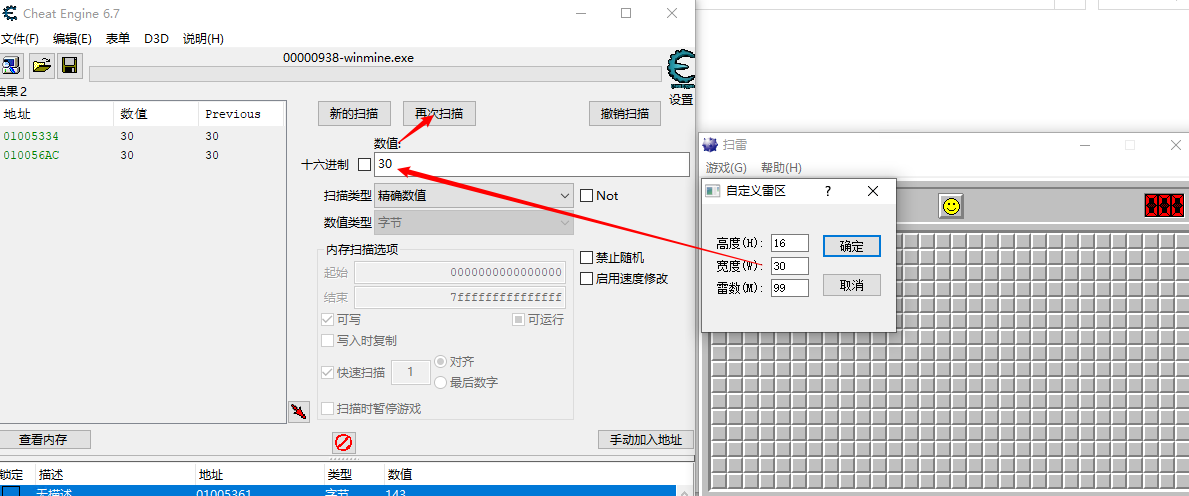 Cheat Engine 6.7
文件(F) 编辑(E) 表单 D3D 说明(H)
00000938-winmine.exe
设置
结果2
地址 数值 Previous
01005334 30 30
010056AC 30 30
新的扫描 再次扫描 撤销扫描
数值:
十六进制 30
扫描类型 精确数值 Not
数值类型 字节
内存扫描选项
起始 0000000000000000
结束 7fffffffffffffff
可写 可运行
写入时复制
快速扫描 1 对齐
最后数字
扫描时暂停游戏
禁止随机
启用速度修改
查看内存 手动加入地址
锁定 描述 地址 类型 数值
无描述 01005361 字节 143
扫雷
游戏(G) 帮助(H)
自定义雷区 ?
高度(H): 16 确定
宽度(W): 30
雷数(M): 99 取消